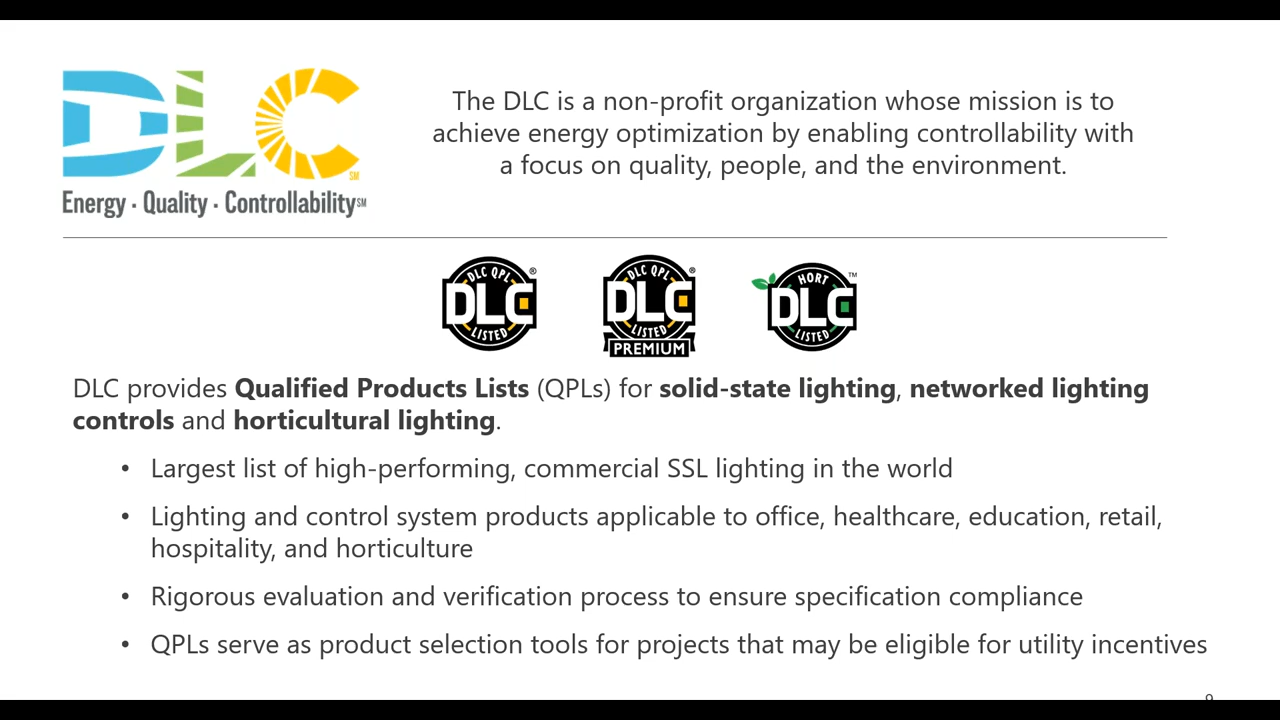 DLC SM
Energy · Quality · Controllability SM
The DLC is a non-profit organization whose mission is to
achieve energy optimization by enabling controllability with
a focus on quality, people, and the environment.
DLC QPL ®
DLC
LISTED
DLC QPL ®
DLC
LISTED
PREMIUM
HORT ™
DLC
LISTED
DLC provides Qualified Products Lists (QPLs) for solid-state lighting, networked lighting
controls and horticultural lighting.
• Largest list of high-performing, commercial SSL lighting in the world
• Lighting and control system products applicable to office, healthcare, education, retail,
hospitality, and horticulture
• Rigorous evaluation and verification process to ensure specification compliance
• QPLs serve as product selection tools for projects that may be eligible for utility incentives